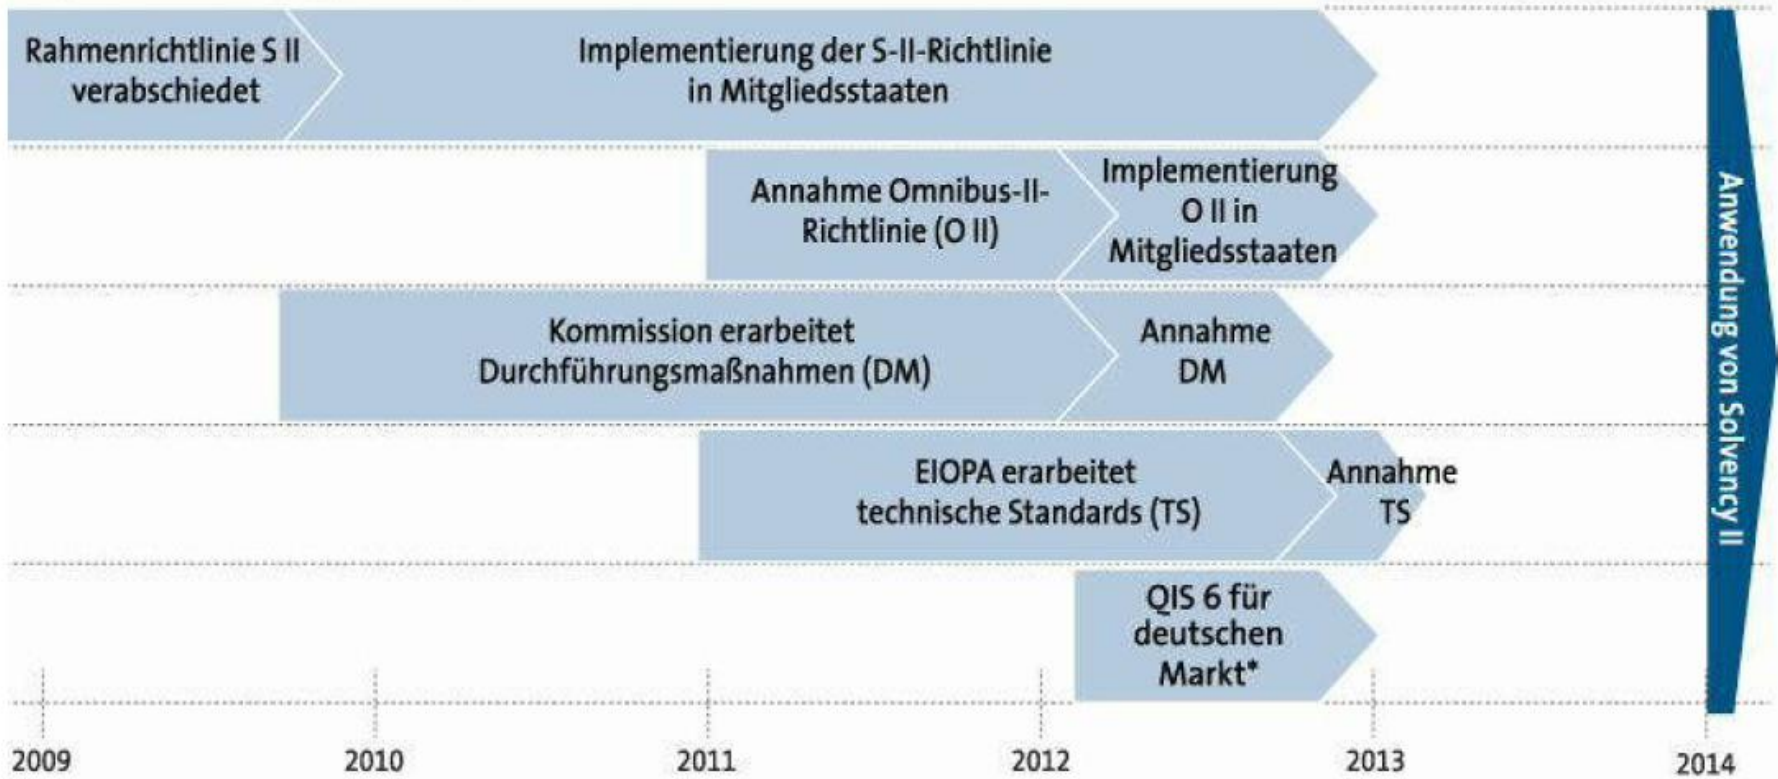 Rahmenrichtlinie S II
verabschiedet
Implementierung der S-II-Richtlinie
in Mitgliedsstaaten
Annahme Omnibus-II-
Richtlinie (O II)
Implementierung
O II in
Mitgliedsstaaten
Kommission erarbeitet
Durchführungsmaßnahmen (DM)
Annahme
DM
EIOPA erarbeitet
technische Standards (TS)
Annahme
TS
QIS 6 für
deutschen
Markt*
Anwendung von Solvency II
2009
2010
2011
2012
2013
2014